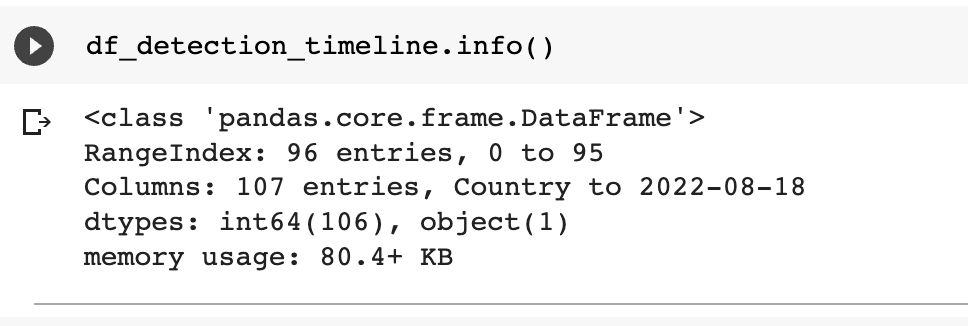 df_detection_timeline.info()
<class 'pandas.core.frame.DataFrame'>
RangeIndex: 96 entries, 0 to 95
Columns: 107 entries, Country to 2022-08-18
dtypes: int64(106), object(1)
memory usage: 80.4+ KB